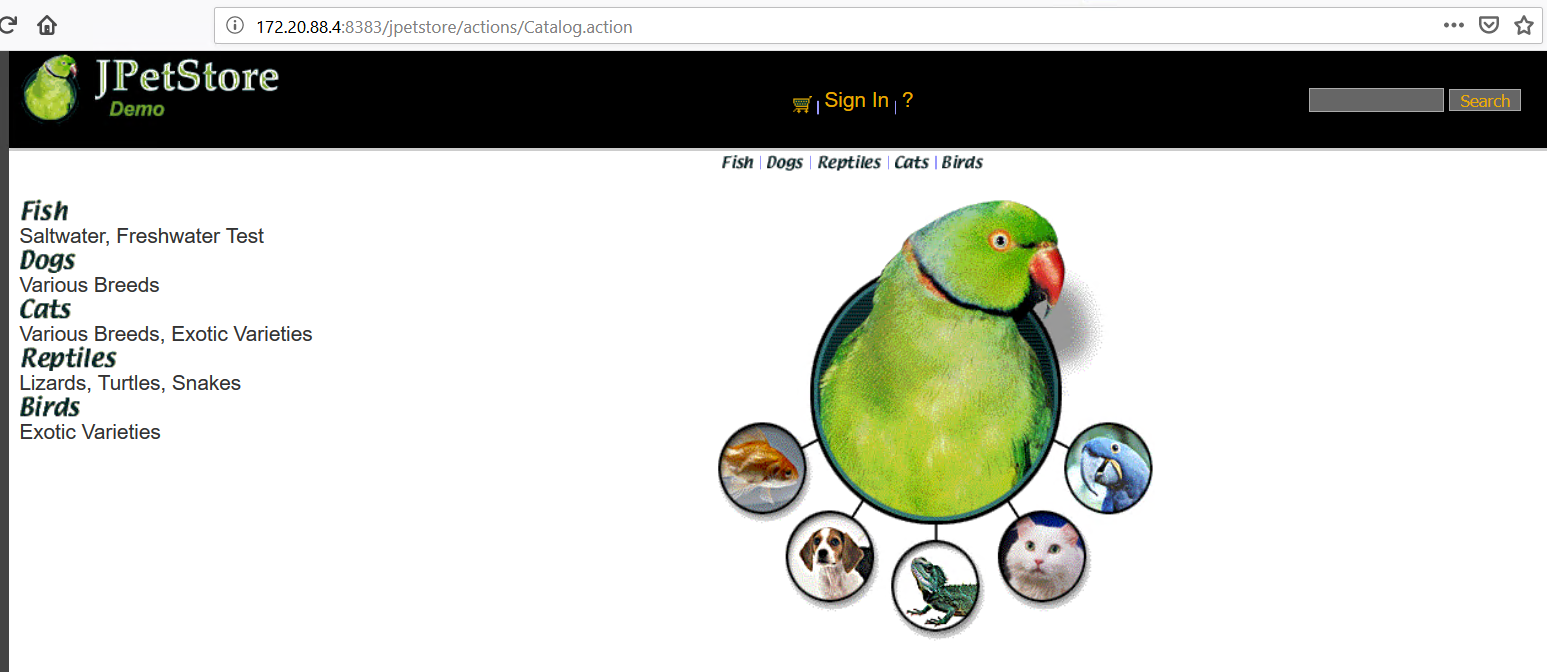 172.20.88.4:8383/jpetstore/actions/Catalog.action
JPetStore
Demo
| Sign In | ?
Search
Fish | Dogs | Reptiles | Cats | Birds
Fish
Saltwater, Freshwater Test
Dogs
Various Breeds
Cats
Various Breeds, Exotic Varieties
Reptiles
Lizards, Turtles, Snakes
Birds
Exotic Varieties